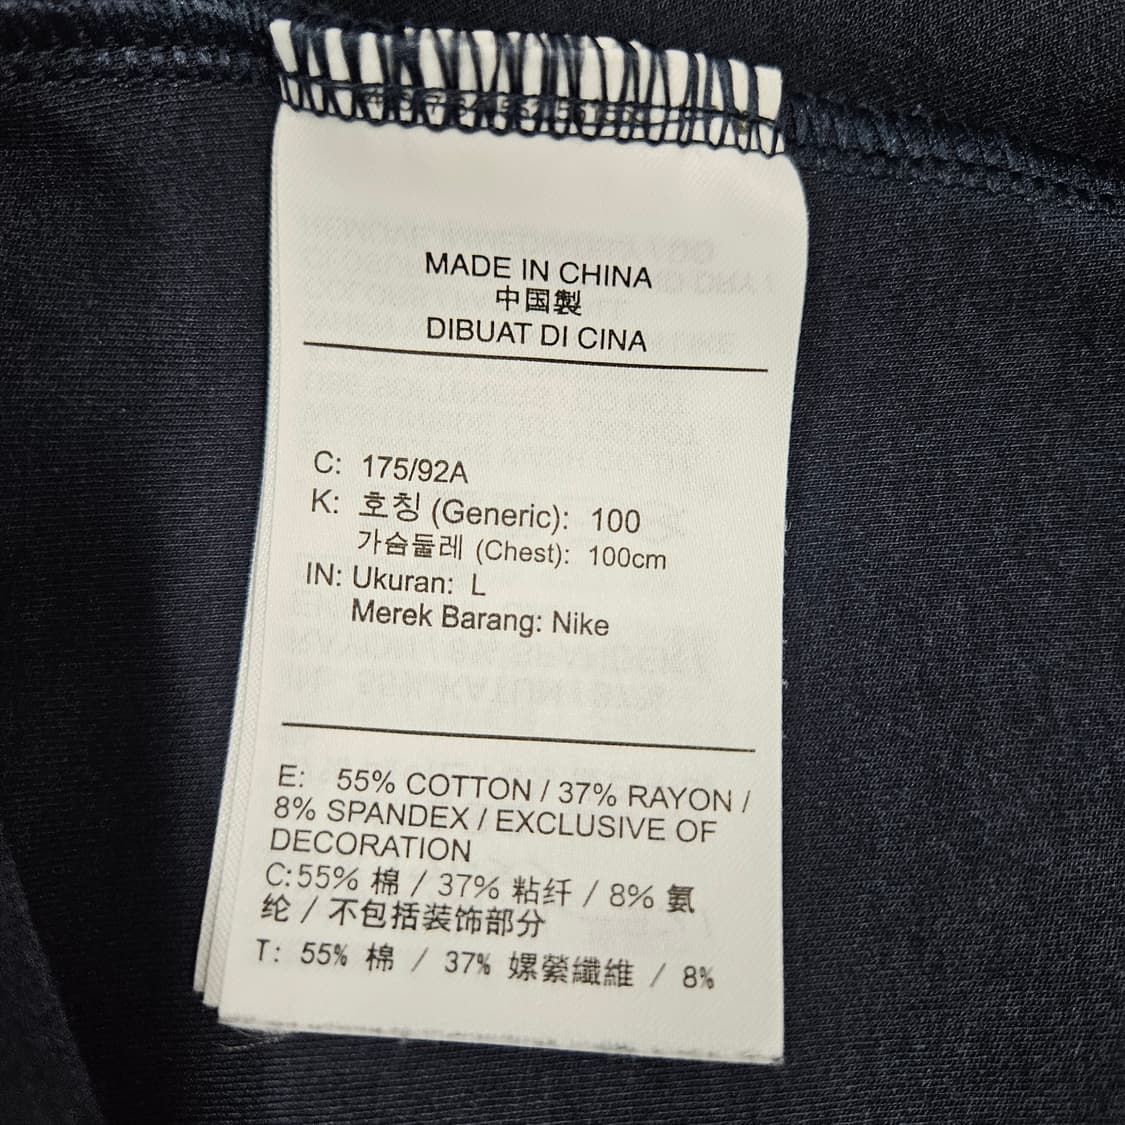 MADE IN CHINA
中国製
DIBUAT DI CINA
C: 175/92A
K: 호칭 (Generic): 100
가슴둘레 (Chest): 100cm
IN: Ukuran: L
Merek Barang: Nike
E: 55% COTTON / 37% RAYON /
8% SPANDEX / EXCLUSIVE OF
DECORATION
C:55% 棉 / 37% 粘纤 / 8% 氨
纶 / 不包括装饰部分
T: 55% 棉 / 37% 嫘縈纖維 / 8%